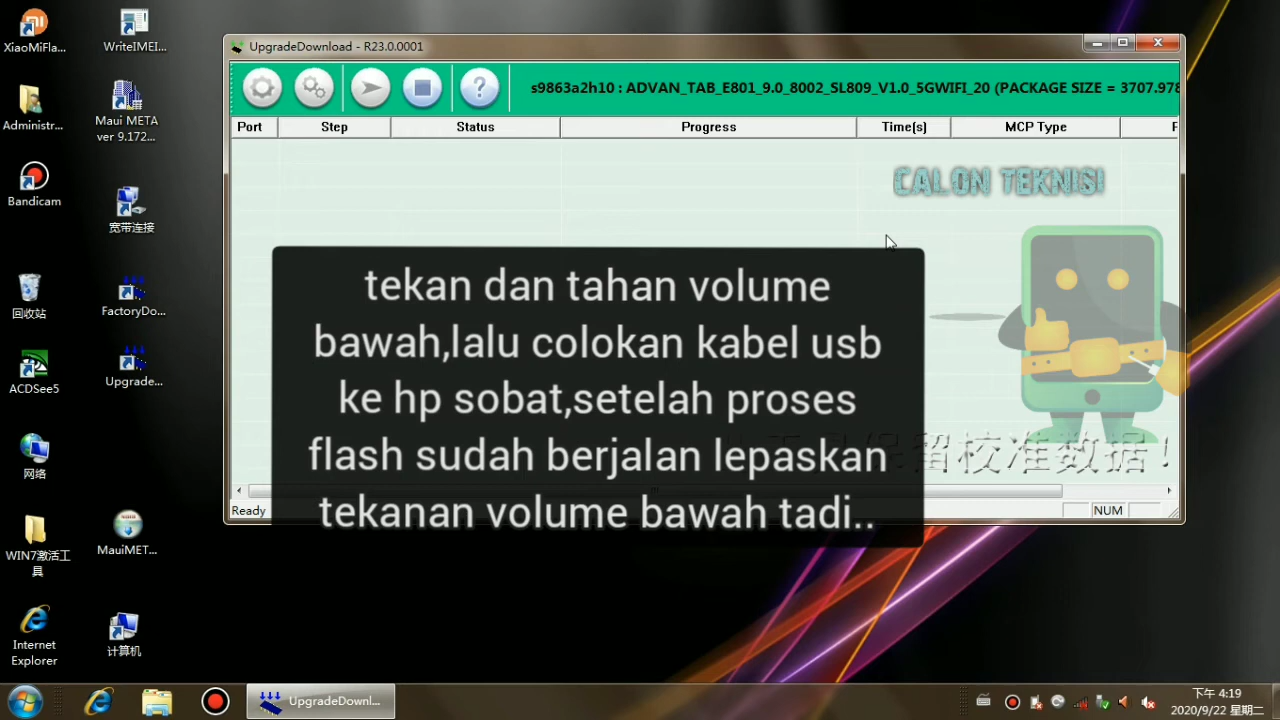 XiaoMiFla...
WriteIMEI...
Administr...
Maui META
ver 9.172...
Bandicam
宽带连接
回收站
FactoryDo...
ACDSee5
Upgrade...
网络
WIN7激活工
具
MauiMET...
Internet
Explorer
计算机
UpgradeDownload - R23.0.0001
s9863a2h10 : ADVAN_TAB_E801_9.0_8002_SL809_V1.0_5GWIFI_20 (PACKAGE SIZE = 3707.978
Port Step Status Progress Time(s) MCP Type
CALON TEKNISI
tekan dan tahan volume
bawah,lalu colokan kabel usb
ke hp sobat,setelah proses
flash sudah berjalan lepaskan
tekanan volume bawah tadi..
保留校准数据!
Ready NUM
UpgradeDownl...
下午 4:19
2020/9/22 星期二